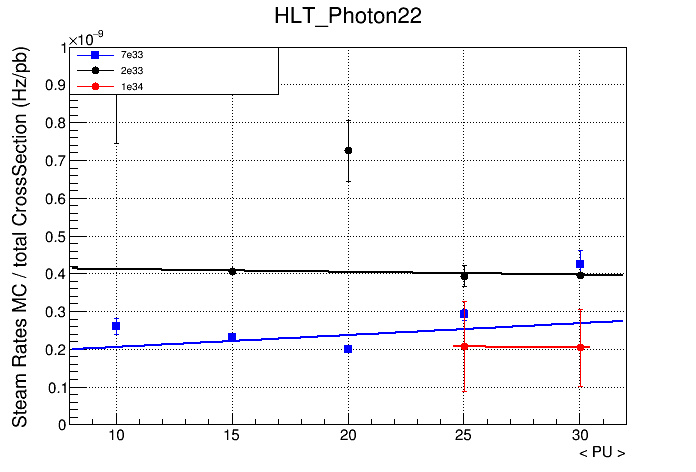 HLT_Photon22
Steam Rates MC / total CrossSection (Hz/pb)
×10⁻⁹
1
0.9
0.8
0.7
0.6
0.5
0.4
0.3
0.2
0.1
0
7e33
2e33
1e34
10 15 20 25 30
< PU >